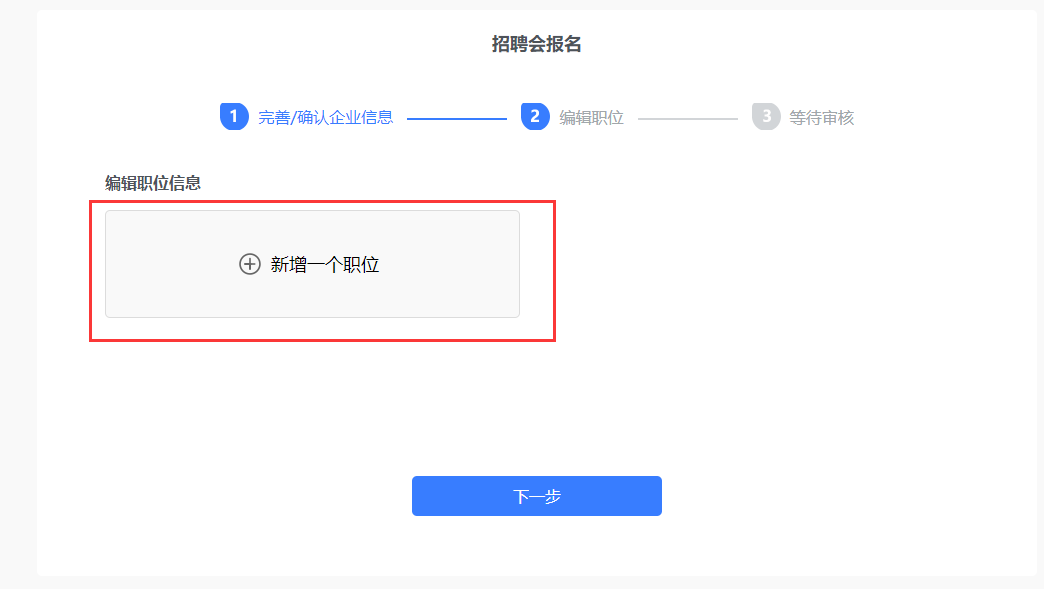 招聘会报名
1 完善/确认企业信息 2 编辑职位 3 等待审核
编辑职位信息
新增一个职位
下一步